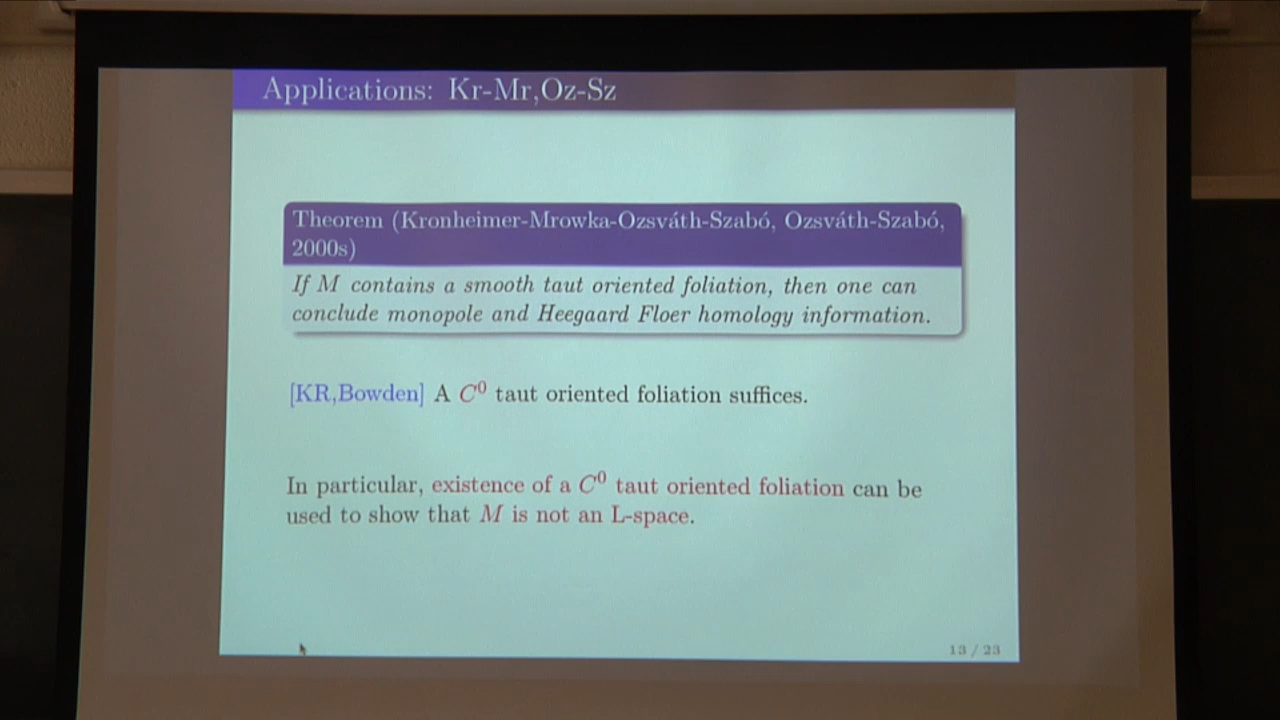 Applications: Kr-Mr,Oz-Sz
Theorem (Kronheimer-Mrowka-Ozsváth-Szabó, Ozsváth-Szabó,
2000s)
If M contains a smooth taut oriented foliation, then one can
conclude monopole and Heegaard Floer homology information.
[KR,Bowden] A C⁰ taut oriented foliation suffices.
In particular, existence of a C⁰ taut oriented foliation can be
used to show that M is not an L-space.
13 / 23